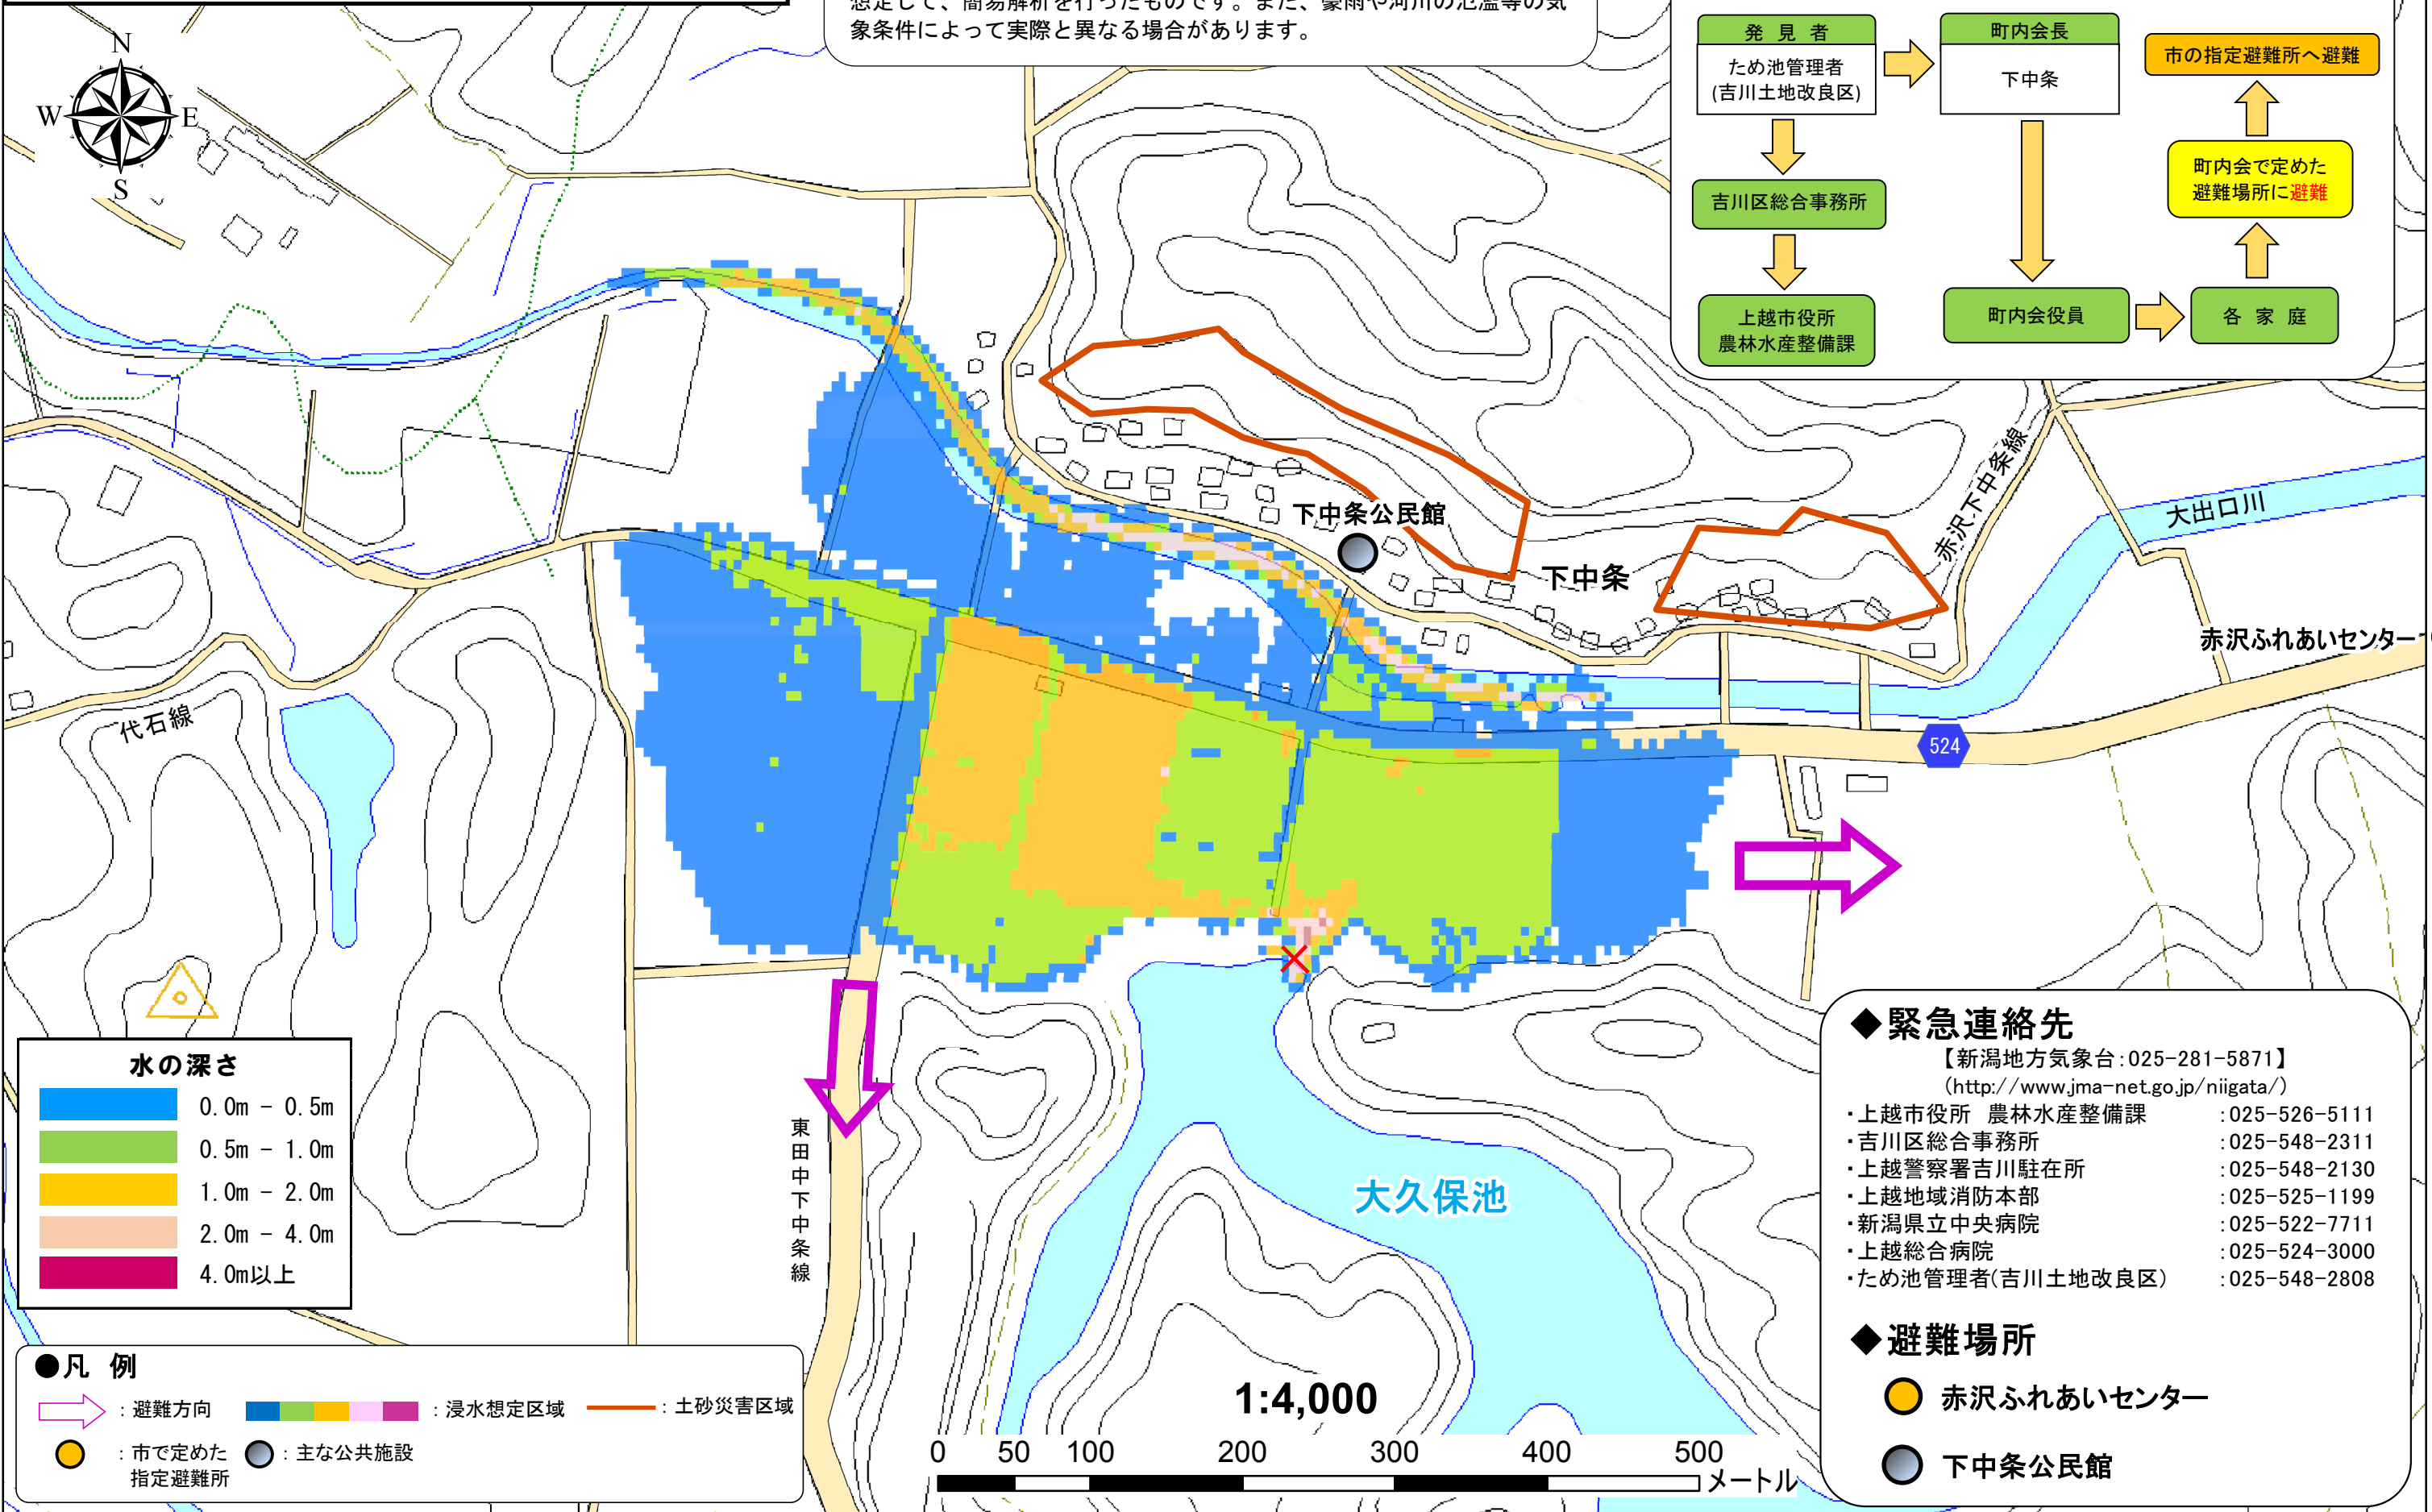 想定して、簡易解析を行ったものです。また、豪雨や河川の氾濫等の気
象条件によって実際と異なる場合があります。
N
W
E
S
発 見 者
ため池管理者
(吉川土地改良区)
町内会長
下中条
市の指定避難所へ避難
町内会で定めた
避難場所に避難
吉川区総合事務所
上越市役所
農林水産整備課
町内会役員
各 家 庭
下中条公民館
下中条
赤沢下中条線
大出口川
赤沢ふれあいセンター
524
代石線
東田中下中条線
大久保池
水の深さ
0.0m - 0.5m
0.5m - 1.0m
1.0m - 2.0m
2.0m - 4.0m
4.0m以上
●凡 例
:避難方向
:浸水想定区域
:土砂災害区域
:市で定めた
指定避難所
:主な公共施設
1:4,000
0 50 100 200 300 400 500
メートル
◆緊急連絡先
【新潟地方気象台:025-281-5871】
(http://www.jma-net.go.jp/niigata/)
・上越市役所 農林水産整備課 :025-526-5111
・吉川区総合事務所 :025-548-2311
・上越警察署吉川駐在所 :025-548-2130
・上越地域消防本部 :025-525-1199
・新潟県立中央病院 :025-522-7711
・上越総合病院 :025-524-3000
・ため池管理者(吉川土地改良区) :025-548-2808
◆避難場所
赤沢ふれあいセンター
下中条公民館